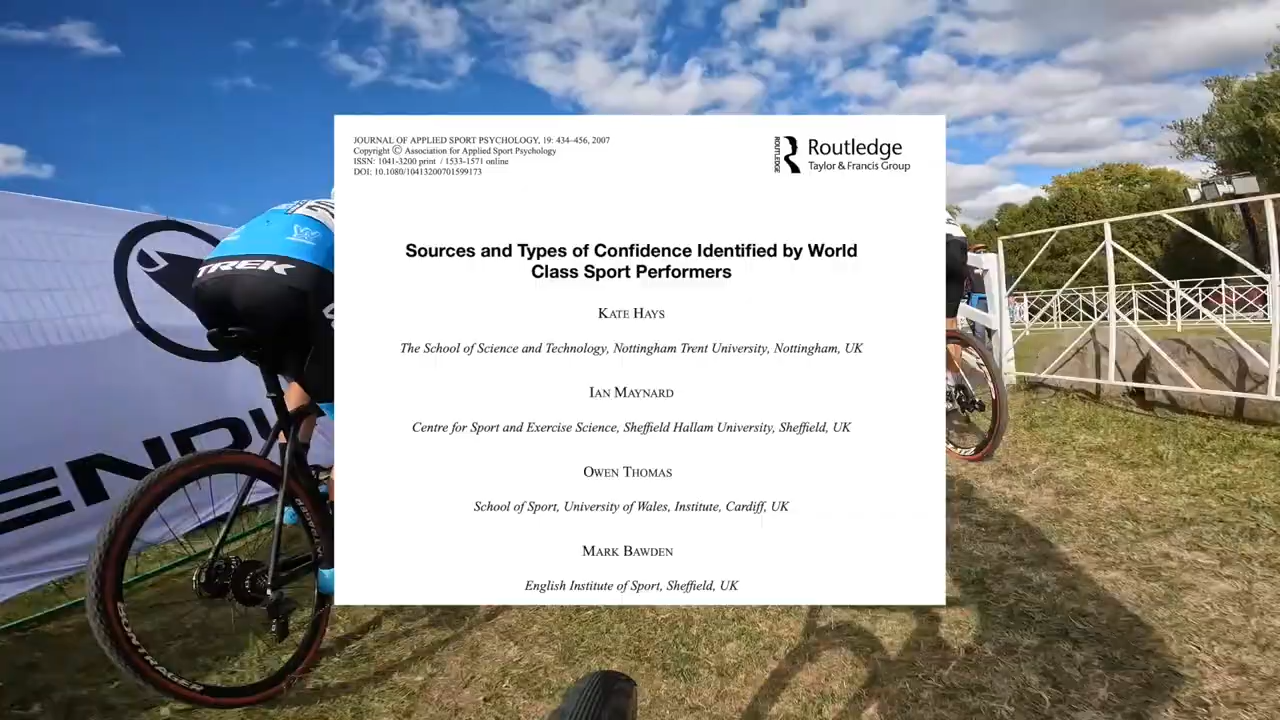 JOURNAL OF APPLIED SPORT PSYCHOLOGY, 19: 434–456, 2007
Copyright © Association for Applied Sport Psychology
ISSN: 1041-3200 print / 1533-1571 online
DOI: 10.1080/10413200701599173
ROUTLEDGE
Routledge
Taylor & Francis Group
Sources and Types of Confidence Identified by World
Class Sport Performers
KATE HAYS
The School of Science and Technology, Nottingham Trent University, Nottingham, UK
IAN MAYNARD
Centre for Sport and Exercise Science, Sheffield Hallam University, Sheffield, UK
OWEN THOMAS
School of Sport, University of Wales, Institute, Cardiff, UK
MARK BAWDEN
English Institute of Sport, Sheffield, UK
TREK
ENDU
BONTRAGER